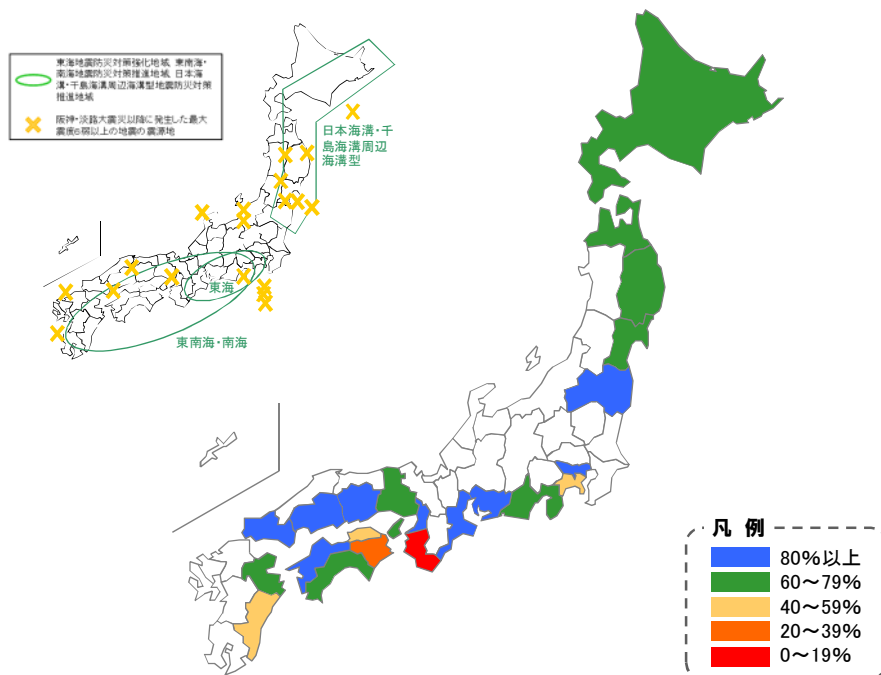 東海地震防災対策強化地域、東南海・
南海地震防災対策推進地域、日本海
溝・千島海溝周辺海溝型地震防災対策
推進地域
阪神・淡路大震災以降に発生した最大
震度6弱以上の地震の震源地
日本海溝・千
島海溝周辺
海溝型
東海
東南海・南海
凡 例
80%以上
60～79%
40～59%
20～39%
0～19%